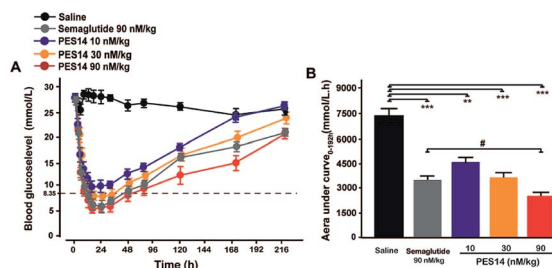 Saline
Semaglutide 90 nM/kg
PES14 10 nM/kg
PES14 30 nM/kg
PES14 90 nM/kg
A
Blood glucoselevel (mmol/L)
30
25
20
15
10
8.35
5
0
0 24 48 72 96 120 144 168 192 216
Time (h)
B
Aera under curve0-192h(mmol/L.h)
9000
7500
6000
4500
3000
1500
0
***
**
***
***
#
Saline
Semaglutide
90 nM/kg
10 30 90
PES14 (nM/kg)